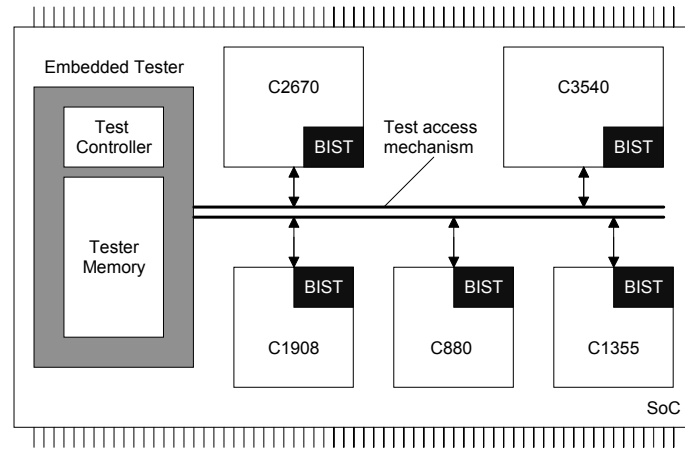 Embedded Tester
Test
Controller
Tester
Memory
C2670
BIST
Test access
mechanism
C3540
BIST
BIST
C1908
BIST
C880
BIST
C1355
SoC